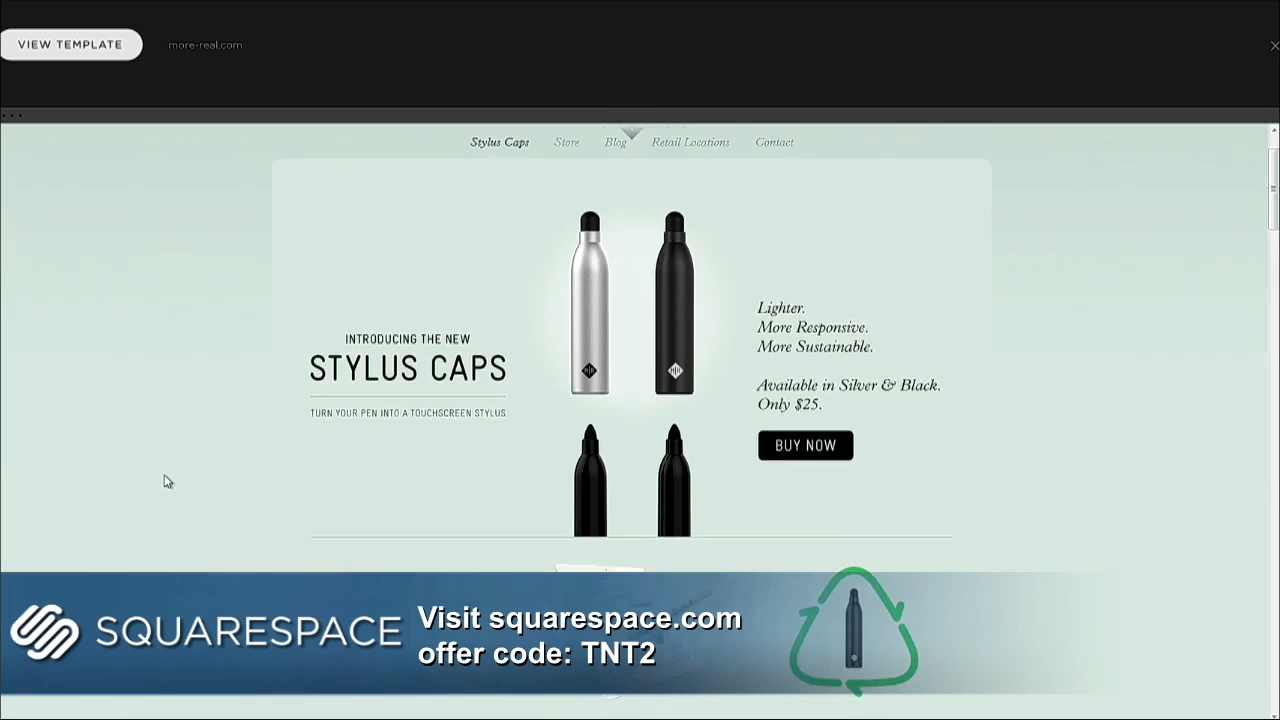 VIEW TEMPLATE
more-real.com
Stylus Caps Store Blog Retail Locations Contact
INTRODUCING THE NEW
STYLUS CAPS
TURN YOUR PEN INTO A TOUCHSCREEN STYLUS
Lighter.
More Responsive.
More Sustainable.
Available in Silver & Black.
Only $25.
BUY NOW
SQUARESPACE
Visit squarespace.com
offer code: TNT2